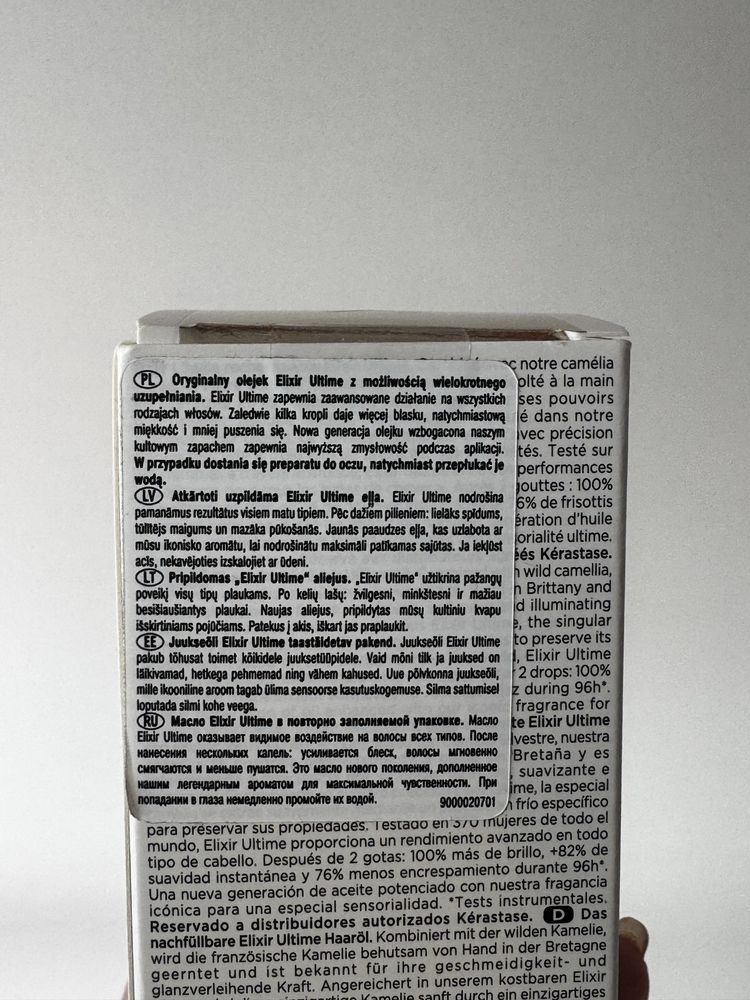 PL Oryginalny olejek Elixir Ultime z możliwością wielokrotnego
uzupełniania. Elixir Ultime zapewnia zaawansowane działanie na wszystkich
rodzajach włosów. Zaledwie kilka kropli daje więcej blasku, natychmiastową
miękkość i mniej puszenia się. Nowa generacja olejku wzbogacona naszym
kultowym zapachem zapewnia najwyższą zmysłowość podczas aplikacji.
W przypadku dostania się preparatu do oczu, natychmiast przepłukać je
wodą.
LV Atkārtoti uzpildāma Elixir Ultime eļļa. Elixir Ultime nodrošina
pamanāmus rezultātus visiem matu tipiem. Pēc dažiem pilieniem: lielāks spīdums,
tūlītējs maigums un mazāka pūkošanās. Jaunās paaudzes eļļa, kas uzlabota ar
mūsu ikonisko aromātu, lai nodrošinātu maksimāli patīkamas sajūtas. Ja iekļūst
acīs, nekavējoties izskalojiet ar ūdeni.
LT Pripildomas „Elixir Ultime" aliejus. „Elixir Ultime" užtikrina pažangų
poveikį visų tipų plaukams. Po kelių lašų: žvilgesni, minkštesni ir mažiau
besišiaušiantys plaukai. Naujas aliejus, pripildytas mūsų kultiniu kvapu
išskirtiniams pojūčiams. Patekus į akis, iškart jas praplaukit.
EE Juukseõli Elixir Ultime taastäidetav pakend. Juukseõli Elixir Ultime
pakub tõhusat toimet kõikidele juuksetüüpidele. Vaid mõni tilk ja juuksed on
läikivamad, hetkega pehmemad ning vähem kahused. Uue põlvkonna juukseõli,
mille ikooniline aroom tagab ülima sensoorse kasutuskogemuse. Silma sattumisel
loputada silmi kohe veega.
RU Масло Elixir Ultime в повторно заполняемой упаковке. Масло
Elixir Ultime оказывает видимое воздействие на волосы всех типов. После
нанесения нескольких капель: усиливается блеск, волосы мгновенно
смягчаются и меньше пушатся. Это масло нового поколения, дополненное
нашим легендарным ароматом для максимальной чувственности. При
попадании в глаза немедленно промойте их водой. 9000020701
notre camélia
olté à la main
ses pouvoirs
é dans notre
avec précision
tés. Testé sur
performances
gouttes : 100%
6% de frisottis
ération d'huile
orialité ultime.
és Kérastase.
wild camellia,
Brittany and
d illuminating
e, the singular
to preserve its
, Elixir Ultime
2 drops: 100%
z during 96h*.
fragrance for
te Elixir Ultime
vestre, nuestra
Bretaña y es
, suavizante e
ime, la especial
frío específico
para preservar sus propiedades. Testado en 370 mujeres de todo el
mundo, Elixir Ultime proporciona un rendimiento avanzado en todo
tipo de cabello. Después de 2 gotas: 100% más de brillo, +82% de
suavidad instantánea y 76% menos encrespamiento durante 96h*.
Una nueva generación de aceite potenciado con nuestra fragancia
icónica para una especial sensorialidad. *Tests instrumentales.
Reservado a distribuidores autorizados Kérastase. D Das
nachfüllbare Elixir Ultime Haaröl. Kombiniert mit der wilden Kamelie,
wird die französische Kamelie behutsam von Hand in der Bretagne
geerntet und ist bekannt für ihre geschmeidigkeit- und
glanzverleihende Kraft. Angereichert in unserem kostbaren Elixir
einzigartige Kamelie sanft durch ein einzigartiges